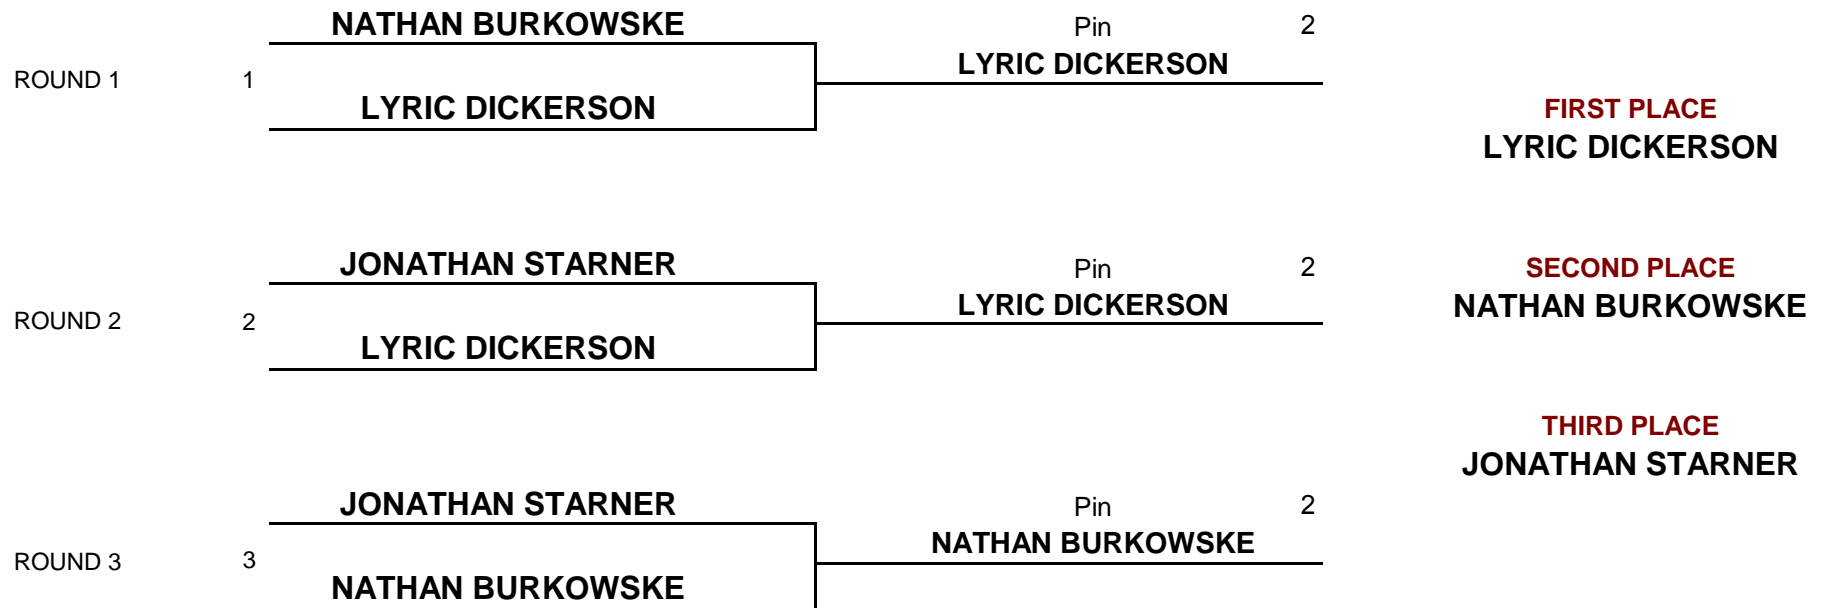 NATHAN BURKOWSKE
Pin 2
LYRIC DICKERSON
ROUND 1 1
LYRIC DICKERSON
FIRST PLACE
LYRIC DICKERSON
JONATHAN STARNER
Pin 2
SECOND PLACE
LYRIC DICKERSON
NATHAN BURKOWSKE
ROUND 2 2
LYRIC DICKERSON
THIRD PLACE
JONATHAN STARNER
JONATHAN STARNER
Pin 2
NATHAN BURKOWSKE
ROUND 3 3
NATHAN BURKOWSKE